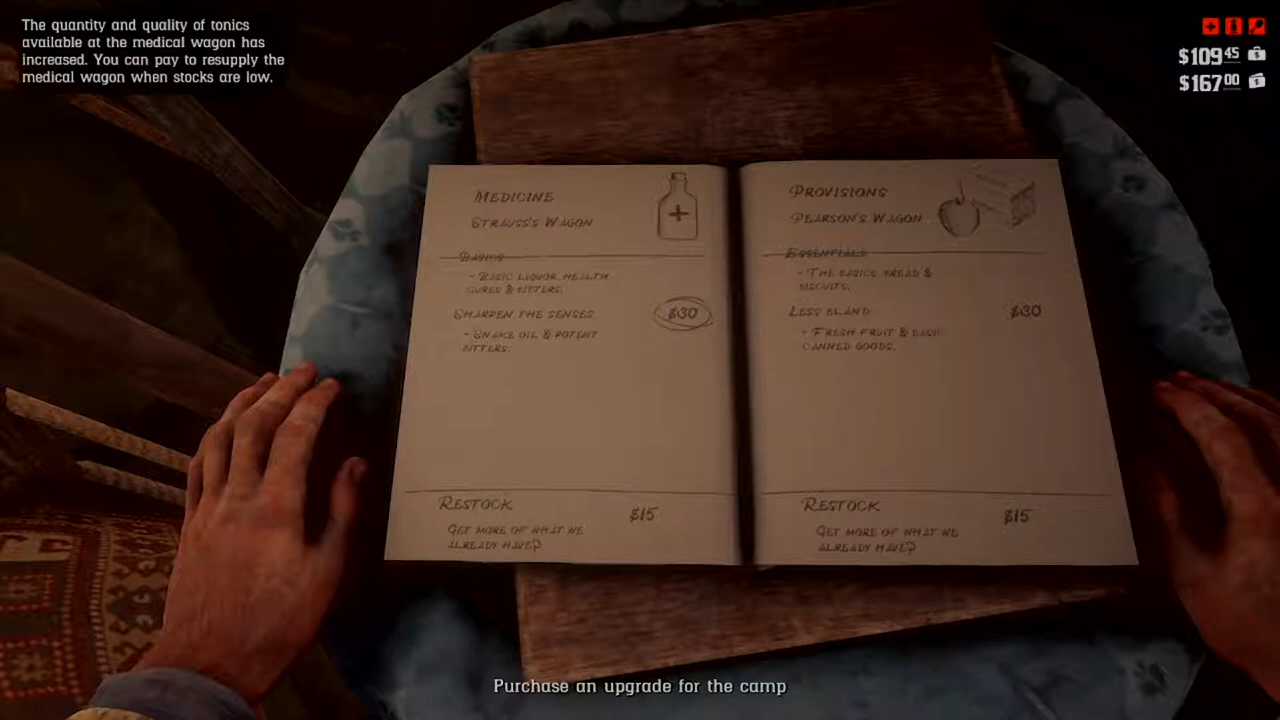 The quantity and quality of tonics
available at the medical wagon has
increased. You can pay to resupply the
medical wagon when stocks are low.
$109 45
$167 00
MEDICINE
STRAUSS'S WAGON
BASICS
- BASIC LIQUOR, HEALTH
CURES & BITTERS.
SHARPEN THE SENSES $30
- SNAKE OIL & POTENT
BITTERS.
RESTOCK $15
GET MORE OF WHAT WE
ALREADY HAVE?
PROVISIONS
PEARSON'S WAGON
ESSENTIALS
- THE BASICS. BREAD &
BISCUITS.
LESS BLAND $30
- FRESH FRUIT & BASIC
CANNED GOODS.
RESTOCK $15
GET MORE OF WHAT WE
ALREADY HAVE?
Purchase an upgrade for the camp